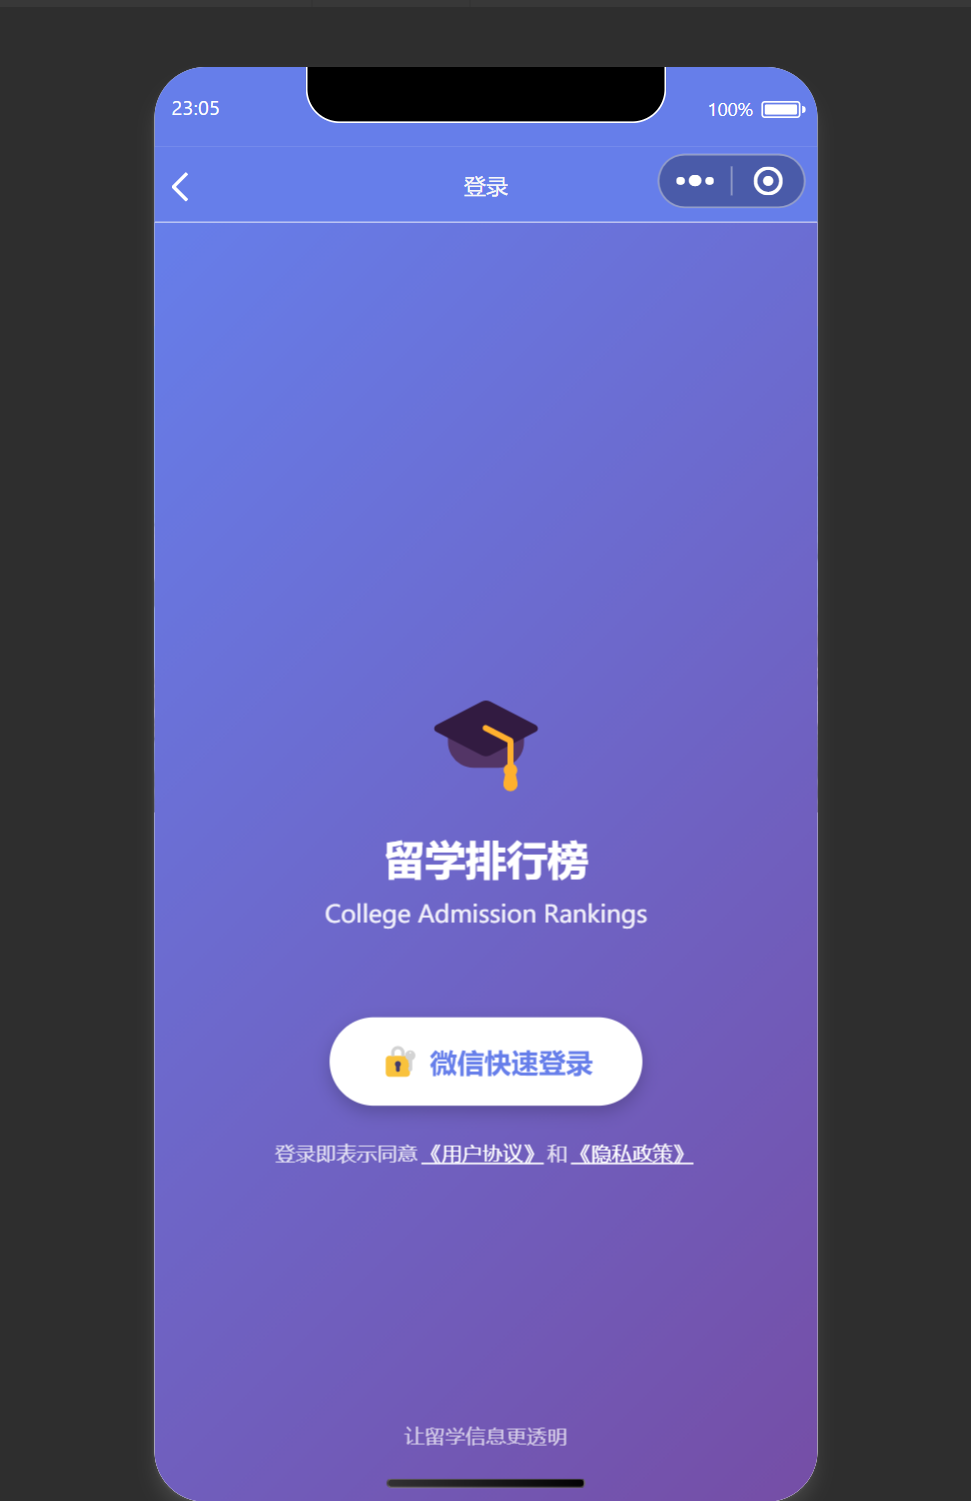 23:05
100%
登录
留学排行榜
College Admission Rankings
微信快速登录
登录即表示同意《用户协议》和《隐私政策》
让留学信息更透明